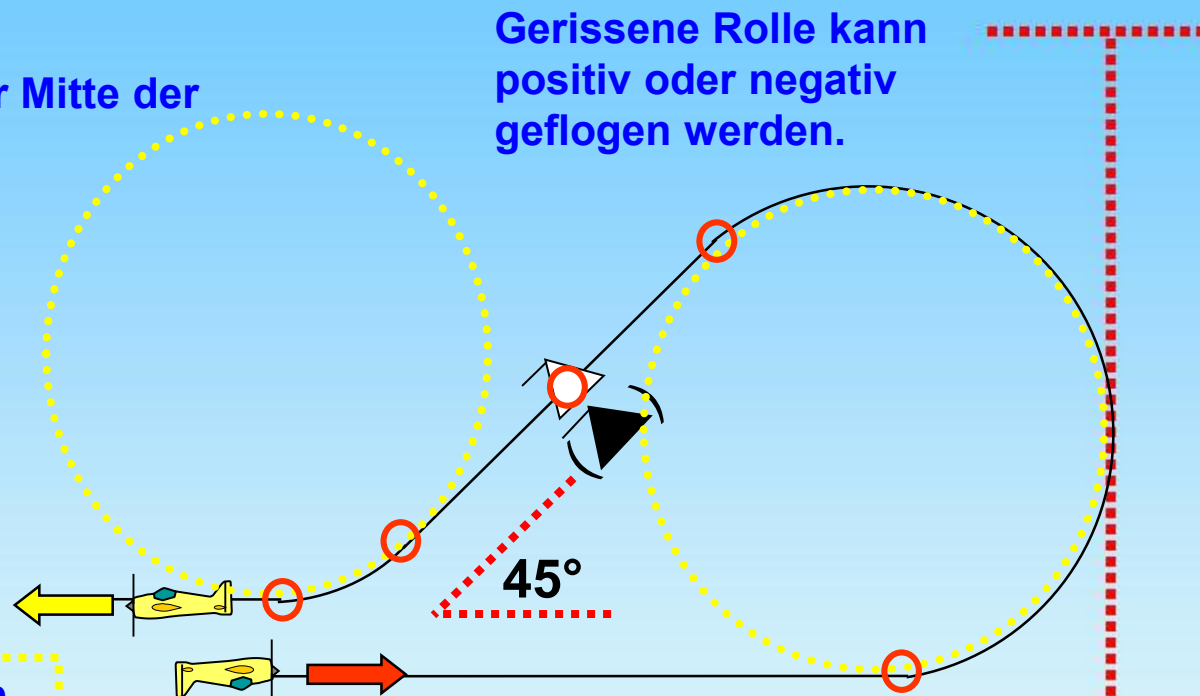 Gerissene Rolle kann
positiv oder negativ
geflogen werden.
Mitte der
45°